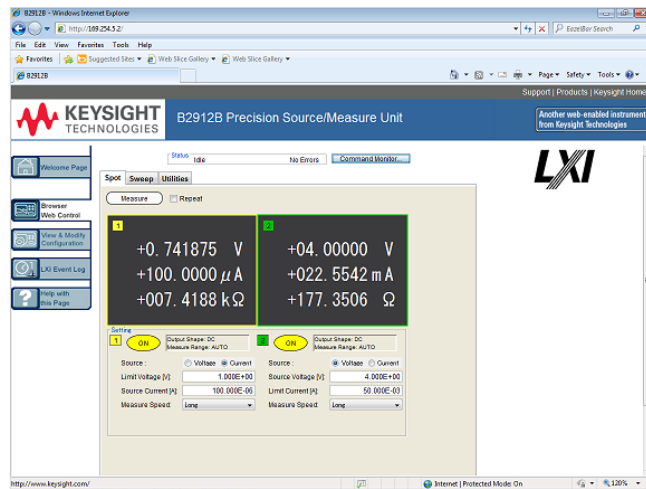 B2912B - Windows Internet Explorer
http://169.254.5.2/
BazelBar Search
File Edit View Favorites Tools Help
Favorites Suggested Sites Web Slice Gallery Web Slice Gallery
B2912B Page Safety Tools
Support | Products | Keysight Home
KEYSIGHT
TECHNOLOGIES
B2912B Precision Source/Measure Unit
Another web-enabled instrument
from Keysight Technologies
Status
Idle No Errors Command Monitor...
LXI
Welcome Page
Browser
Web Control
View & Modify
Configuration
LXI Event Log
Help with
this Page
Spot Sweep Utilities
Measure Repeat
1
+0.741875 V
+100.0000 μA
+007.4188 kΩ
2
+04.00000 V
+022.5542 mA
+177.3506 Ω
Setting
1 ON Output Shape: DC
Measure Range: AUTO
Source : Voltage Current
Limit Voltage [V]: 1.000E+00
Source Current [A]: 100.000E-06
Measure Speed: Long
2 ON Output Shape: DC
Measure Range: AUTO
Source : Voltage Current
Source Voltage [V]: 4.000E+00
Limit Current [A]: 50.000E-03
Measure Speed: Long
http://www.keysight.com/ Internet | Protected Mode: On 120%